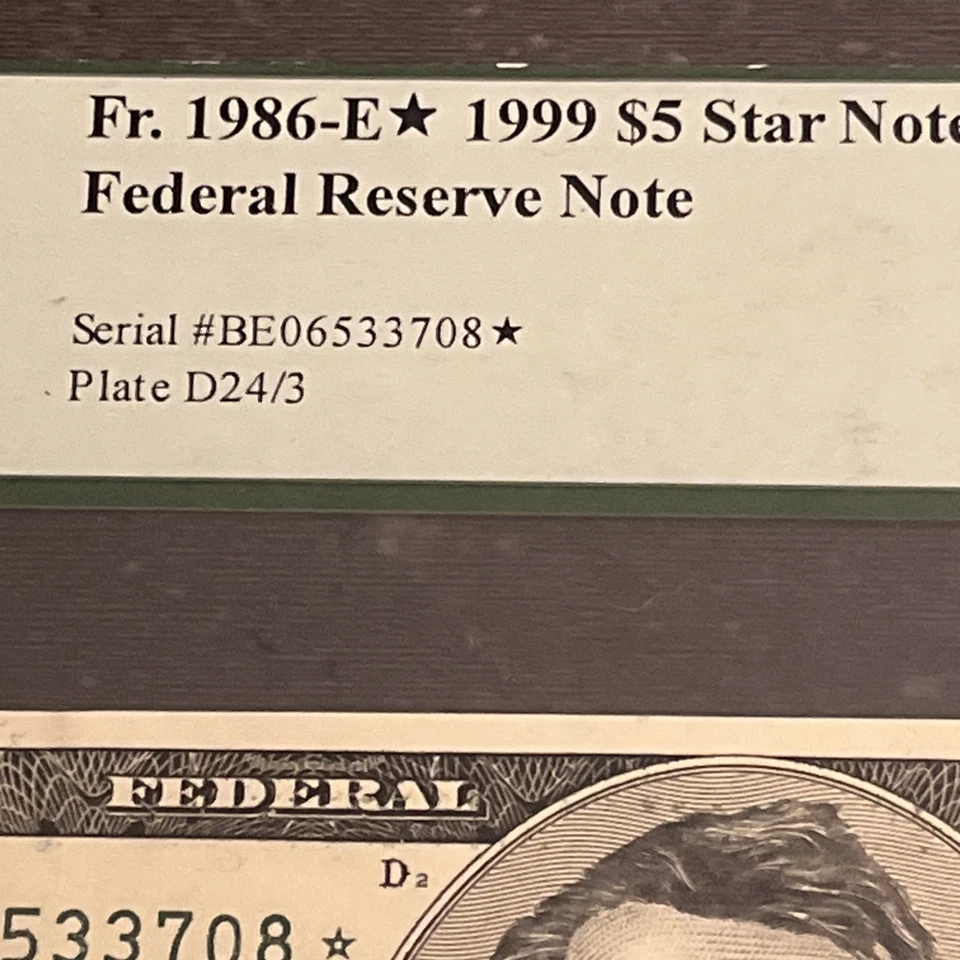 Fr. 1986-E★ 1999 $5 Star Note
Federal Reserve Note
Serial #BE06533708★
Plate D24/3
FEDERAL
D2
533708 ★